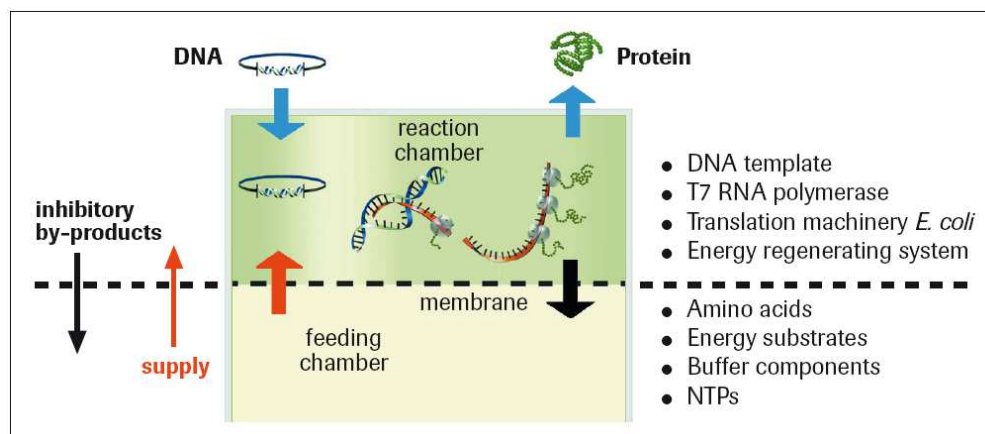 DNA
Protein
reaction
chamber
inhibitory
by-products
supply
membrane
feeding
chamber
● DNA template
● T7 RNA polymerase
● Translation machinery E. coli
● Energy regenerating system
● Amino acids
● Energy substrates
● Buffer components
● NTPs